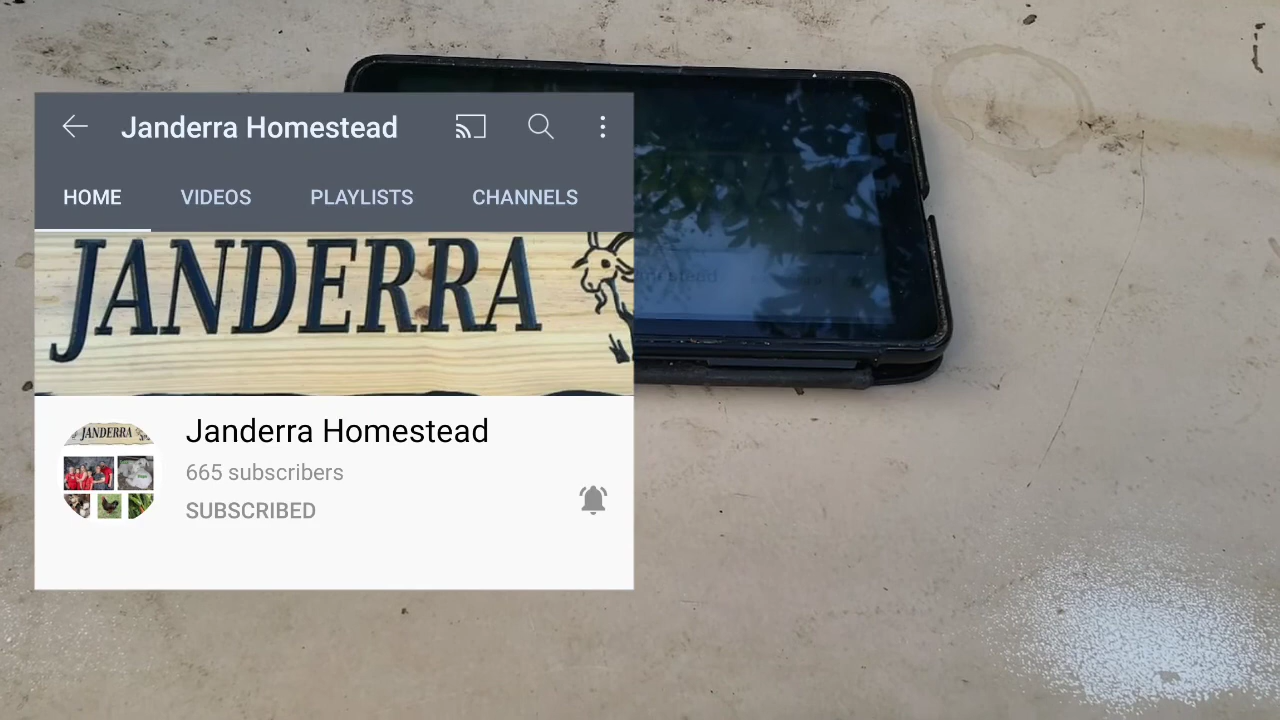 Janderra Homestead
HOME VIDEOS PLAYLISTS CHANNELS
JANDERRA
JANDERRA
Janderra Homestead
665 subscribers
SUBSCRIBED